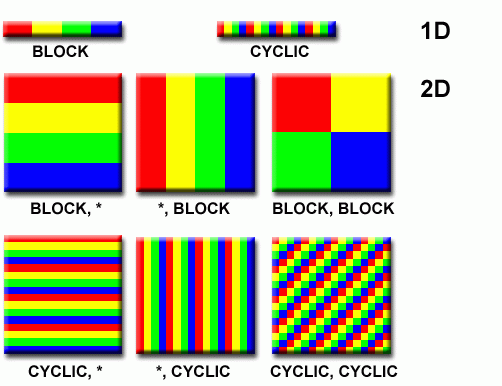 1D
BLOCK
CYCLIC
2D
BLOCK, *
*, BLOCK
BLOCK, BLOCK
CYCLIC, *
*, CYCLIC
CYCLIC, CYCLIC